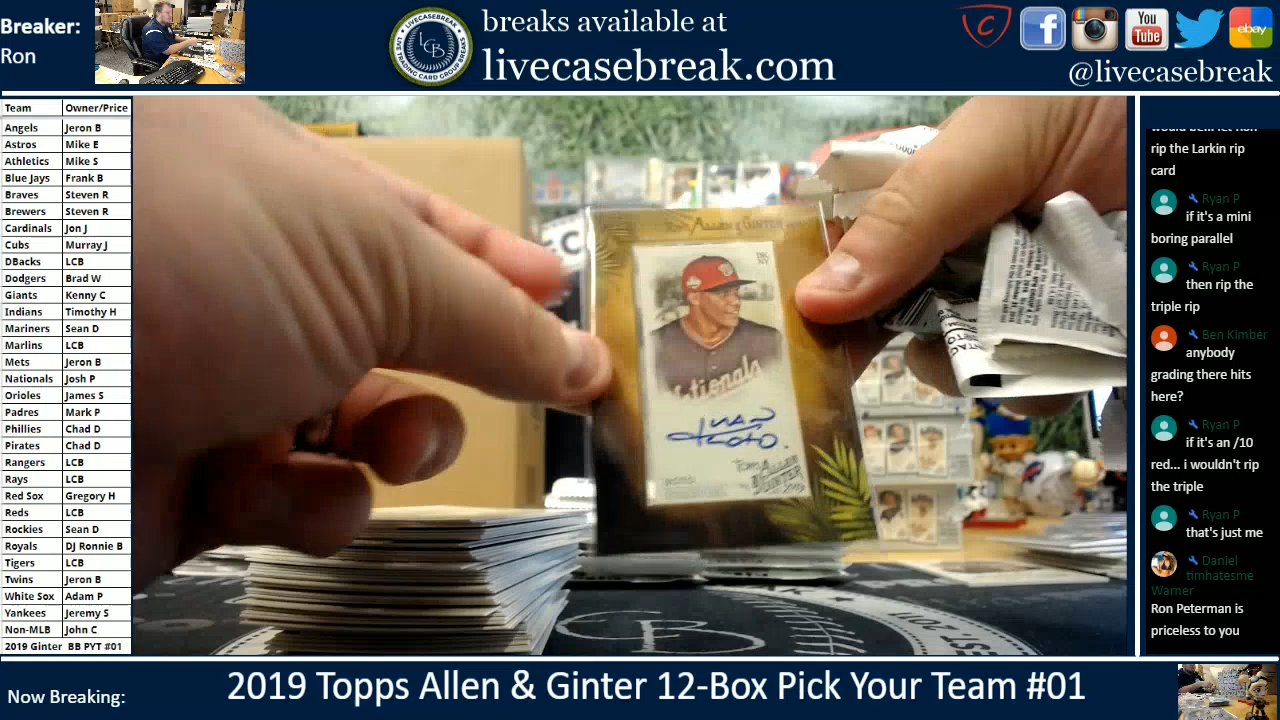 Breaker:
Ron
LCB
breaks available at
livecasebreak.com
You
Tube
ebay
@livecasebreak
Team Owner/Price
Angels Jeron B
Astros Mike E
Athletics Mike S
Blue Jays Frank B
Braves Steven R
Brewers Steven R
Cardinals Jon J
Cubs Murray J
DBacks LCB
Dodgers Brad W
Giants Kenny C
Indians Timothy H
Mariners Sean D
Marlins LCB
Mets Jeron B
Nationals Josh P
Orioles James S
Padres Mark P
Phillies Chad D
Pirates Chad D
Rangers LCB
Rays LCB
Red Sox Gregory H
Reds LCB
Rockies Sean D
Royals DJ Ronnie B
Tigers LCB
Twins Jeron B
White Sox Adam P
Yankees Jeremy S
Non-MLB John C
2019 Ginter BB PYT #01
Nationals
rip the Larkin rip
card
Ryan P
if it's a mini
boring parallel
Ryan P
then rip the
triple rip
Ben Kimber
anybody
grading there hits
here?
Ryan P
if it's an /10
red... i wouldn't rip
the triple
Ryan P
that's just me
Daniel
timhatesme
Warner
Ron Peterman is
priceless to you
Now Breaking:
2019 Topps Allen & Ginter 12-Box Pick Your Team #01